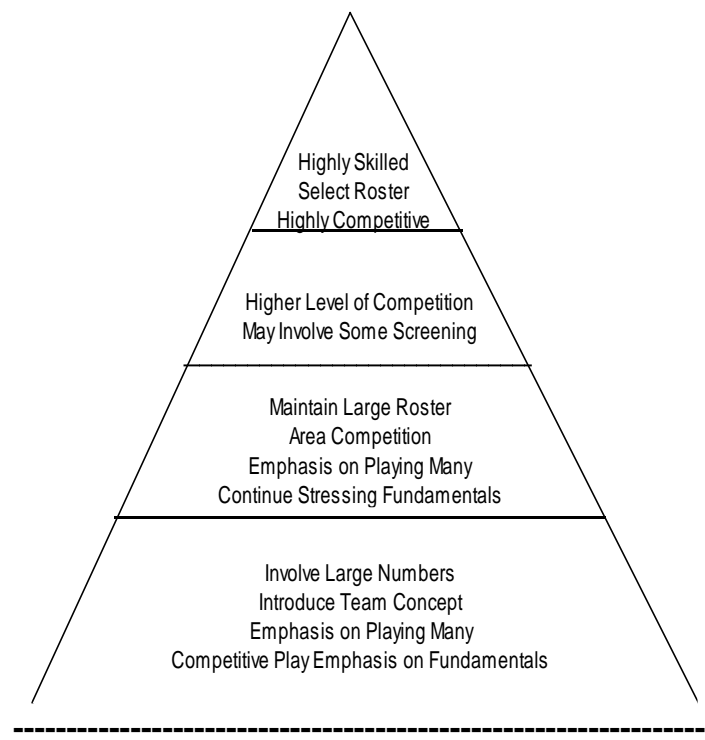 Highly Skilled
Select Roster
Highly Competitive
Higher Level of Competition
May Involve Some Screening
Maintain Large Roster
Area Competition
Emphasis on Playing Many
Continue Stressing Fundamentals
Involve Large Numbers
Introduce Team Concept
Emphasis on Playing Many
Competitive Play Emphasis on Fundamentals